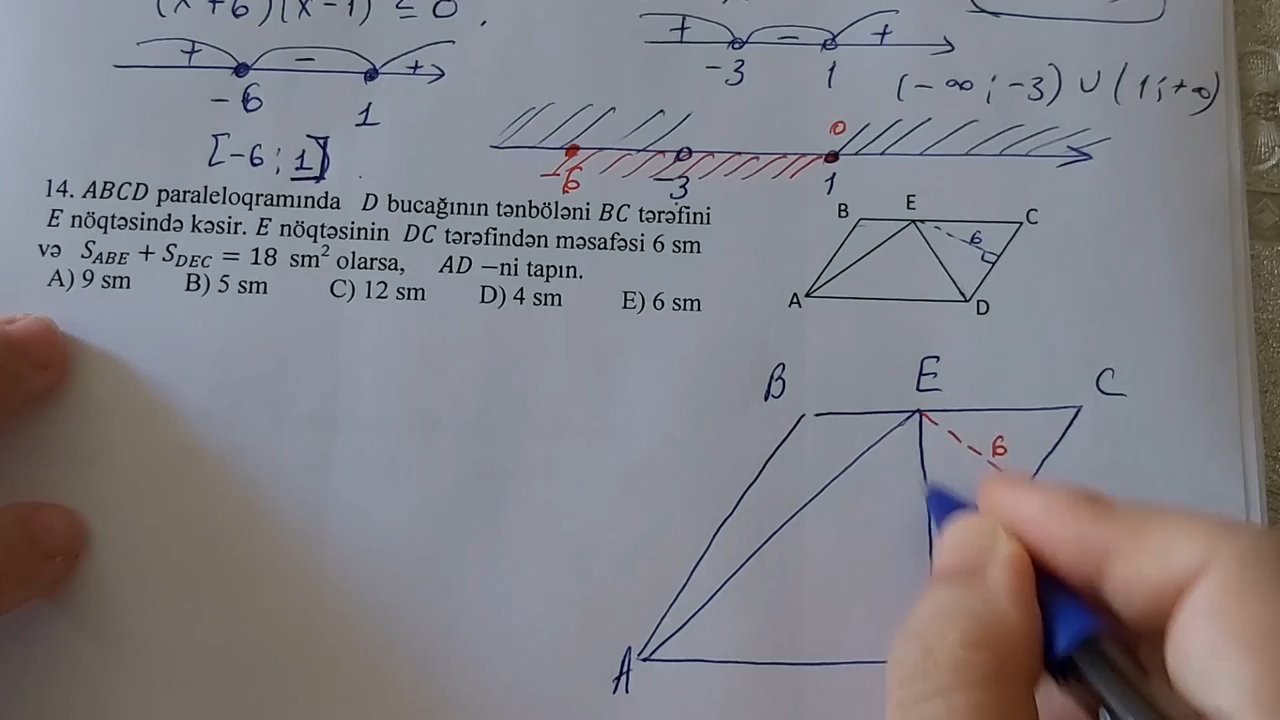 (x+6)(x-1) ≤ 0 ,
+ - +
-6 1
[-6 ; 1]
+ - +
-3 1
(-∞ ; -3) ∪ (1 ; +∞)
0
-6 -3 1
14. ABCD paraleloqramında D bucağının tənböləni BC tərəfini
E nöqtəsində kəsir. E nöqtəsinin DC tərəfindən məsafəsi 6 sm
və S_ABE + S_DEC = 18 sm² olarsa, AD –ni tapın.
A) 9 sm B) 5 sm C) 12 sm D) 4 sm E) 6 sm
B E C
6
A D
B E C
6
A